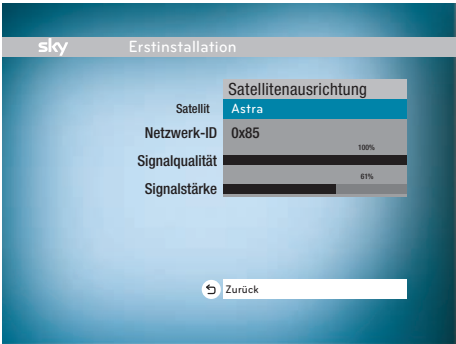 sky Erstinstallation
Satellitenausrichtung
Satellit Astra
Netzwerk-ID 0x85
100%
Signalqualität
61%
Signalstärke
Zurück